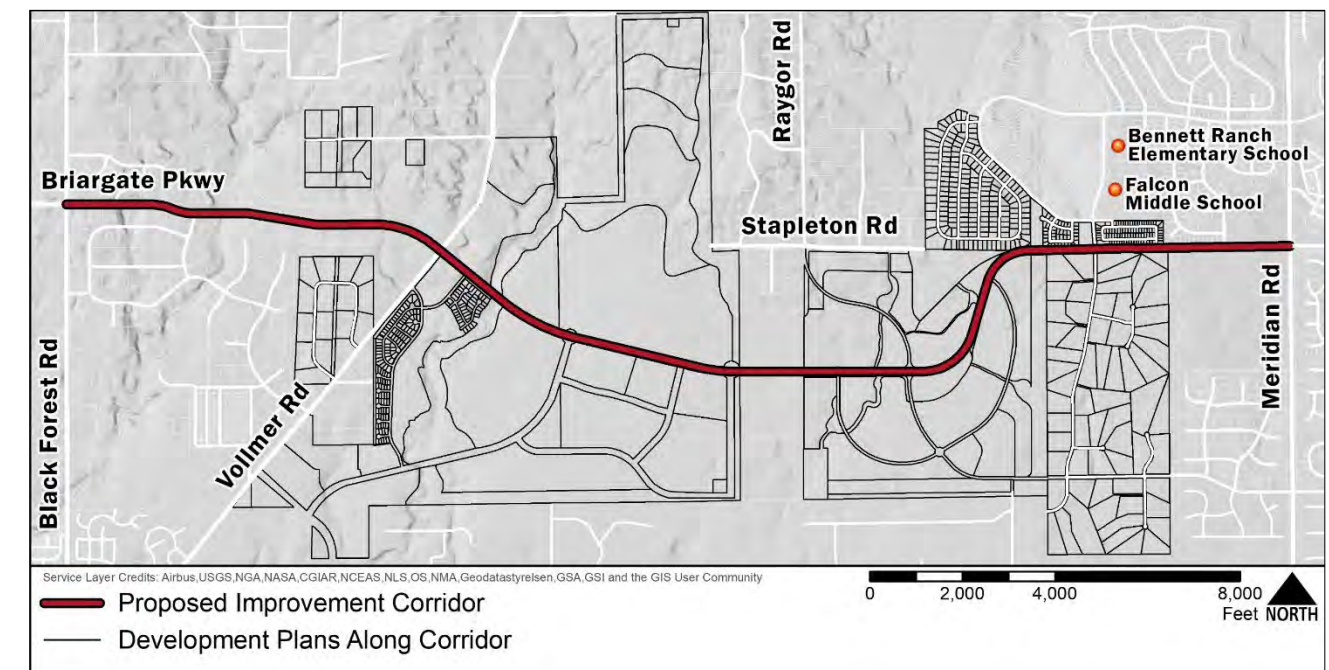 Raygor Rd
Bennett Ranch
Elementary School
Briargate Pkwy
Falcon
Middle School
Stapleton Rd
Meridian Rd
Black Forest Rd
Vollmer Rd
Service Layer Credits: Airbus,USGS,NGA,NASA,CGIAR,NCEAS,NLS,OS,NMA,Geodatastyrelsen,GSA,GSI and the GIS User Community
0 2,000 4,000 8,000
Feet
NORTH
Proposed Improvement Corridor
Development Plans Along Corridor